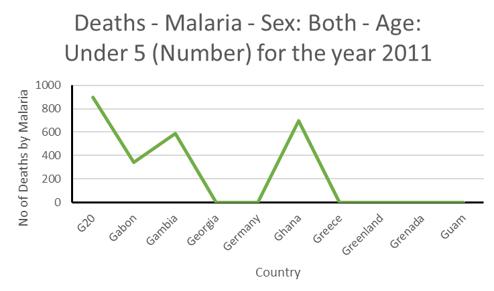 Deaths - Malaria - Sex: Both - Age:
Under 5 (Number) for the year 2011
No of Deaths by Malaria
1000
800
600
400
200
0
G20
Gabon
Gambia
Georgia
Germany
Ghana
Greece
Greenland
Grenada
Guam
Country